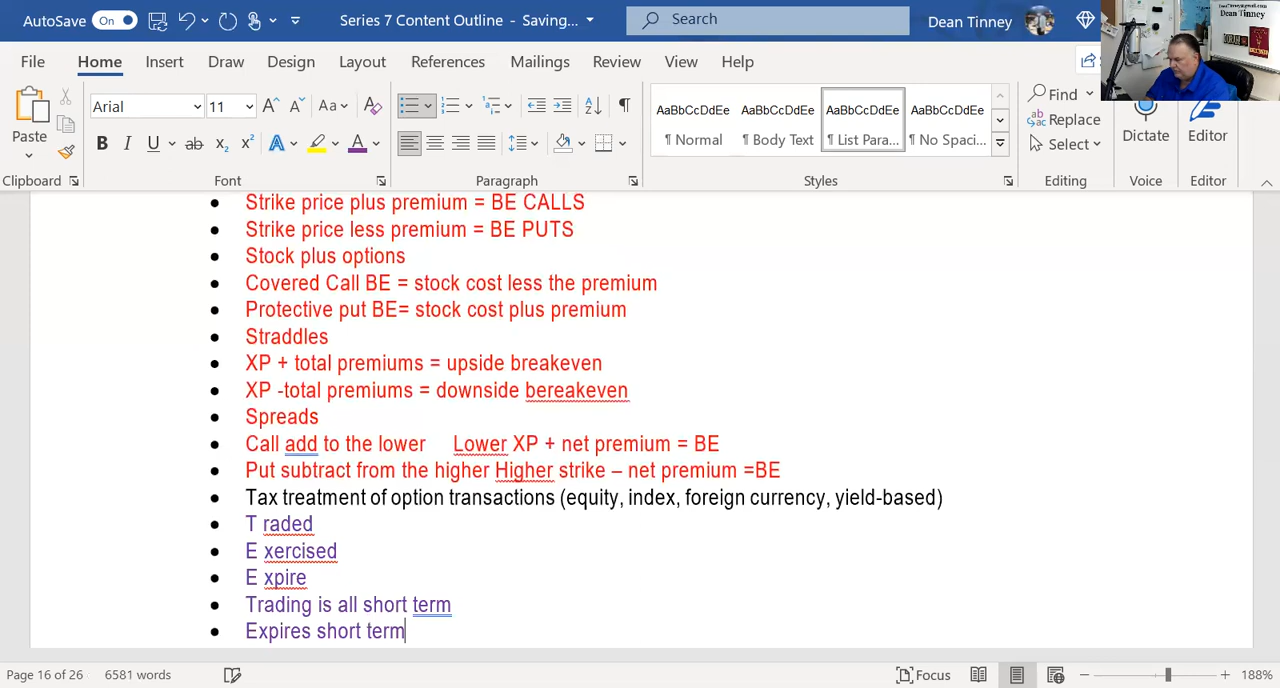 AutoSave On Series 7 Content Outline - Saving... Search Dean Tinney
File Home Insert Draw Design Layout References Mailings Review View Help
Paste Arial 11 Aa AaBbCcDdEe AaBbCcDdEe AaBbCcDdEe AaBbCcDdEe Find
Replace
Select
B I U ab x2 x2 A A ¶ Normal ¶ Body Text ¶ List Para... ¶ No Spaci... Dictate Editor
Clipboard Font Paragraph Styles Editing Voice Editor
Strike price plus premium = BE CALLS
Strike price less premium = BE PUTS
Stock plus options
Covered Call BE = stock cost less the premium
Protective put BE= stock cost plus premium
Straddles
XP + total premiums = upside breakeven
XP -total premiums = downside bereakeven
Spreads
Call add to the lower Lower XP + net premium = BE
Put subtract from the higher Higher strike – net premium =BE
Tax treatment of option transactions (equity, index, foreign currency, yield-based)
T raded
E xercised
E xpire
Trading is all short term
Expires short term
Page 16 of 26 6581 words Focus 188%